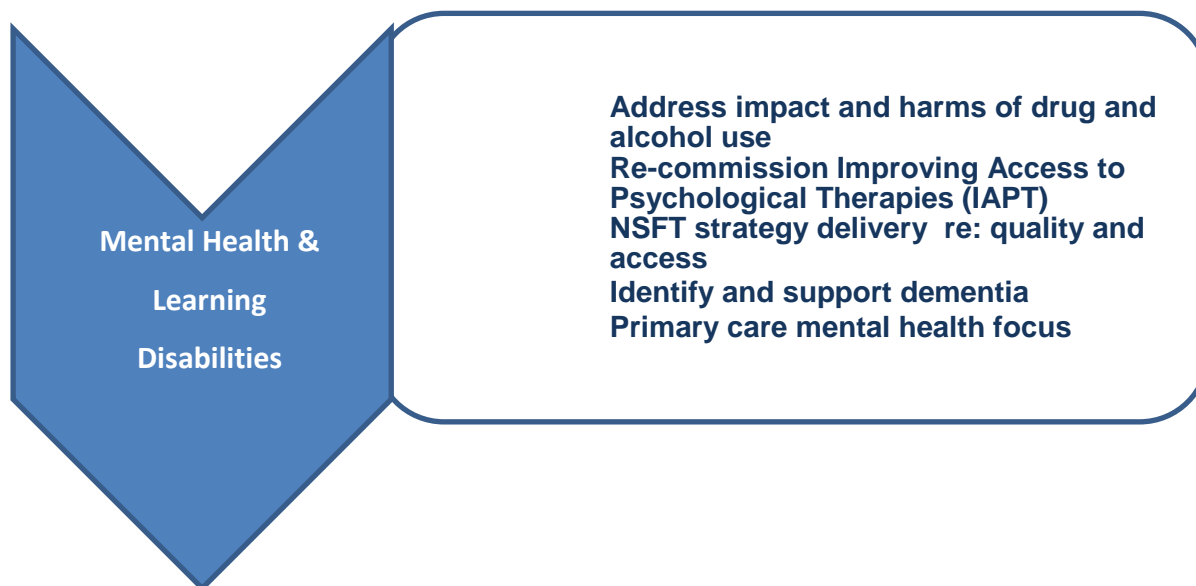 Mental Health &
Learning
Disabilities
Address impact and harms of drug and
alcohol use
Re-commission Improving Access to
Psychological Therapies (IAPT)
NSFT strategy delivery  re: quality and
access
Identify and support dementia
Primary care mental health focus